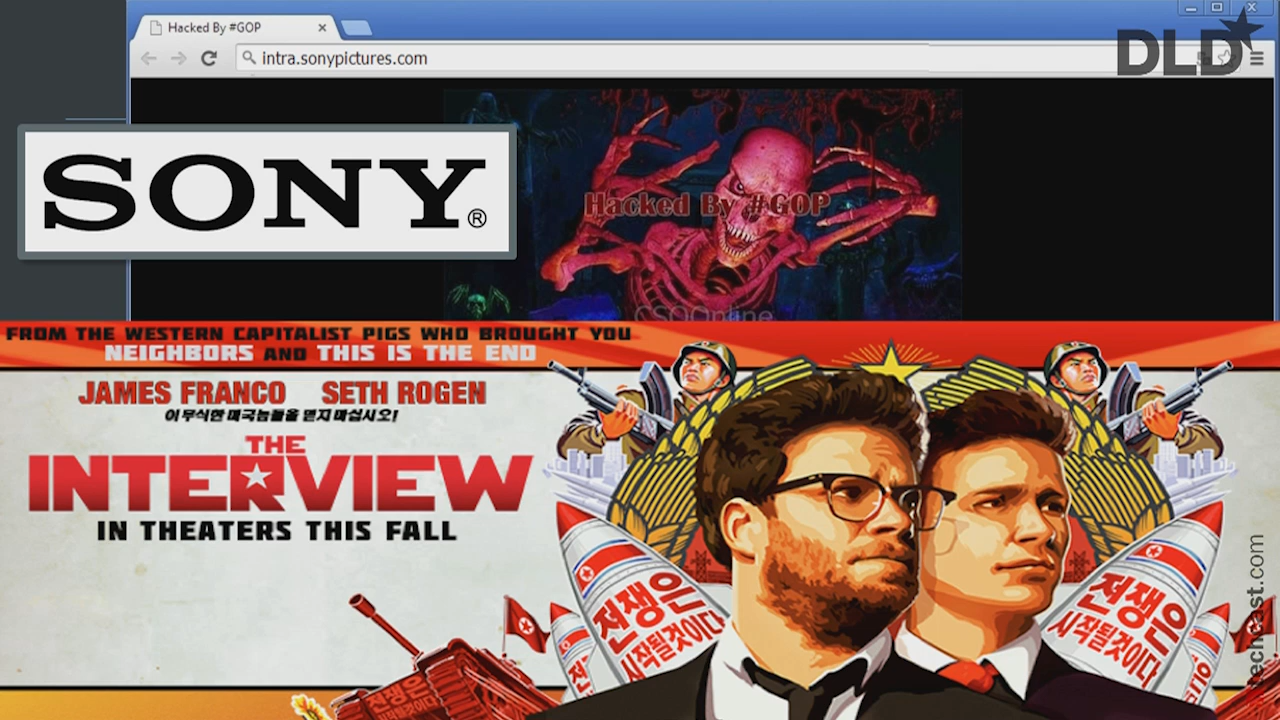 Hacked By #GOP
intra.sonypictures.com
DLD
SONY®
Hacked By #GOP
CSOOnline
FROM THE WESTERN CAPITALIST PIGS WHO BROUGHT YOU
NEIGHBORS AND THIS IS THE END
JAMES FRANCO SETH ROGEN
이 무식한 미국놈들을 믿지 마십시오!
THE
INTERVIEW
IN THEATERS THIS FALL
전쟁은
시작될것이다
전쟁은
시작될것이다
전쟁은
techcast.com